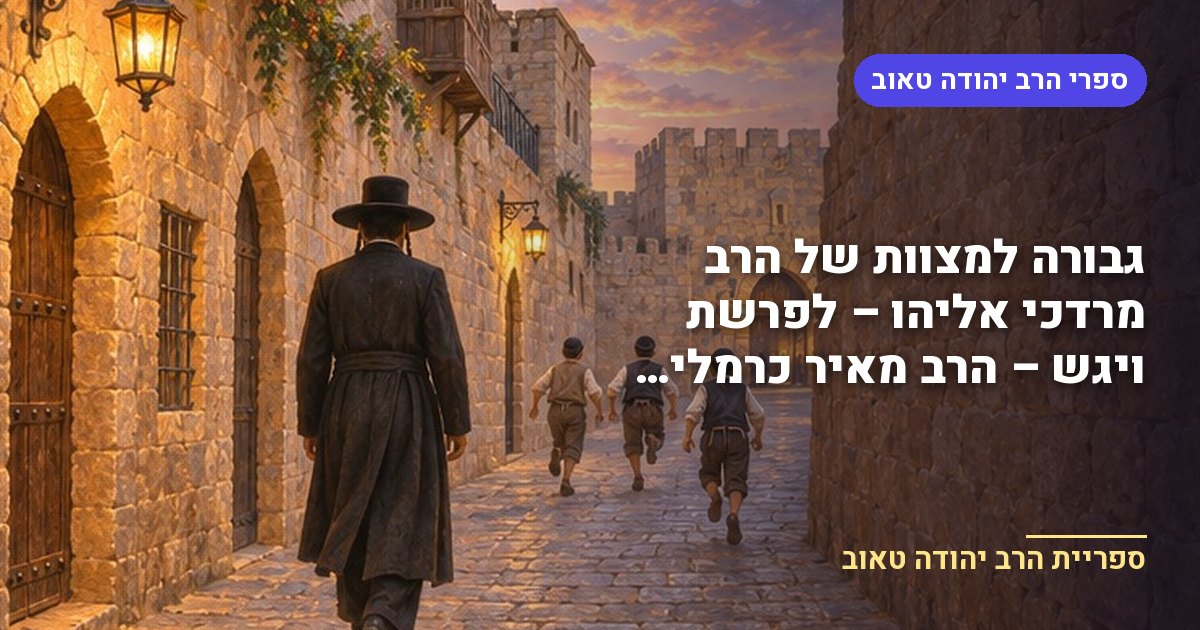 ספרי הרב יהודה טאוב
גבורה למצוות של הרב
מרדכי אליהו – לפרשת
ויגש – הרב מאיר כרמלי...
ספריית הרב יהודה טאוב